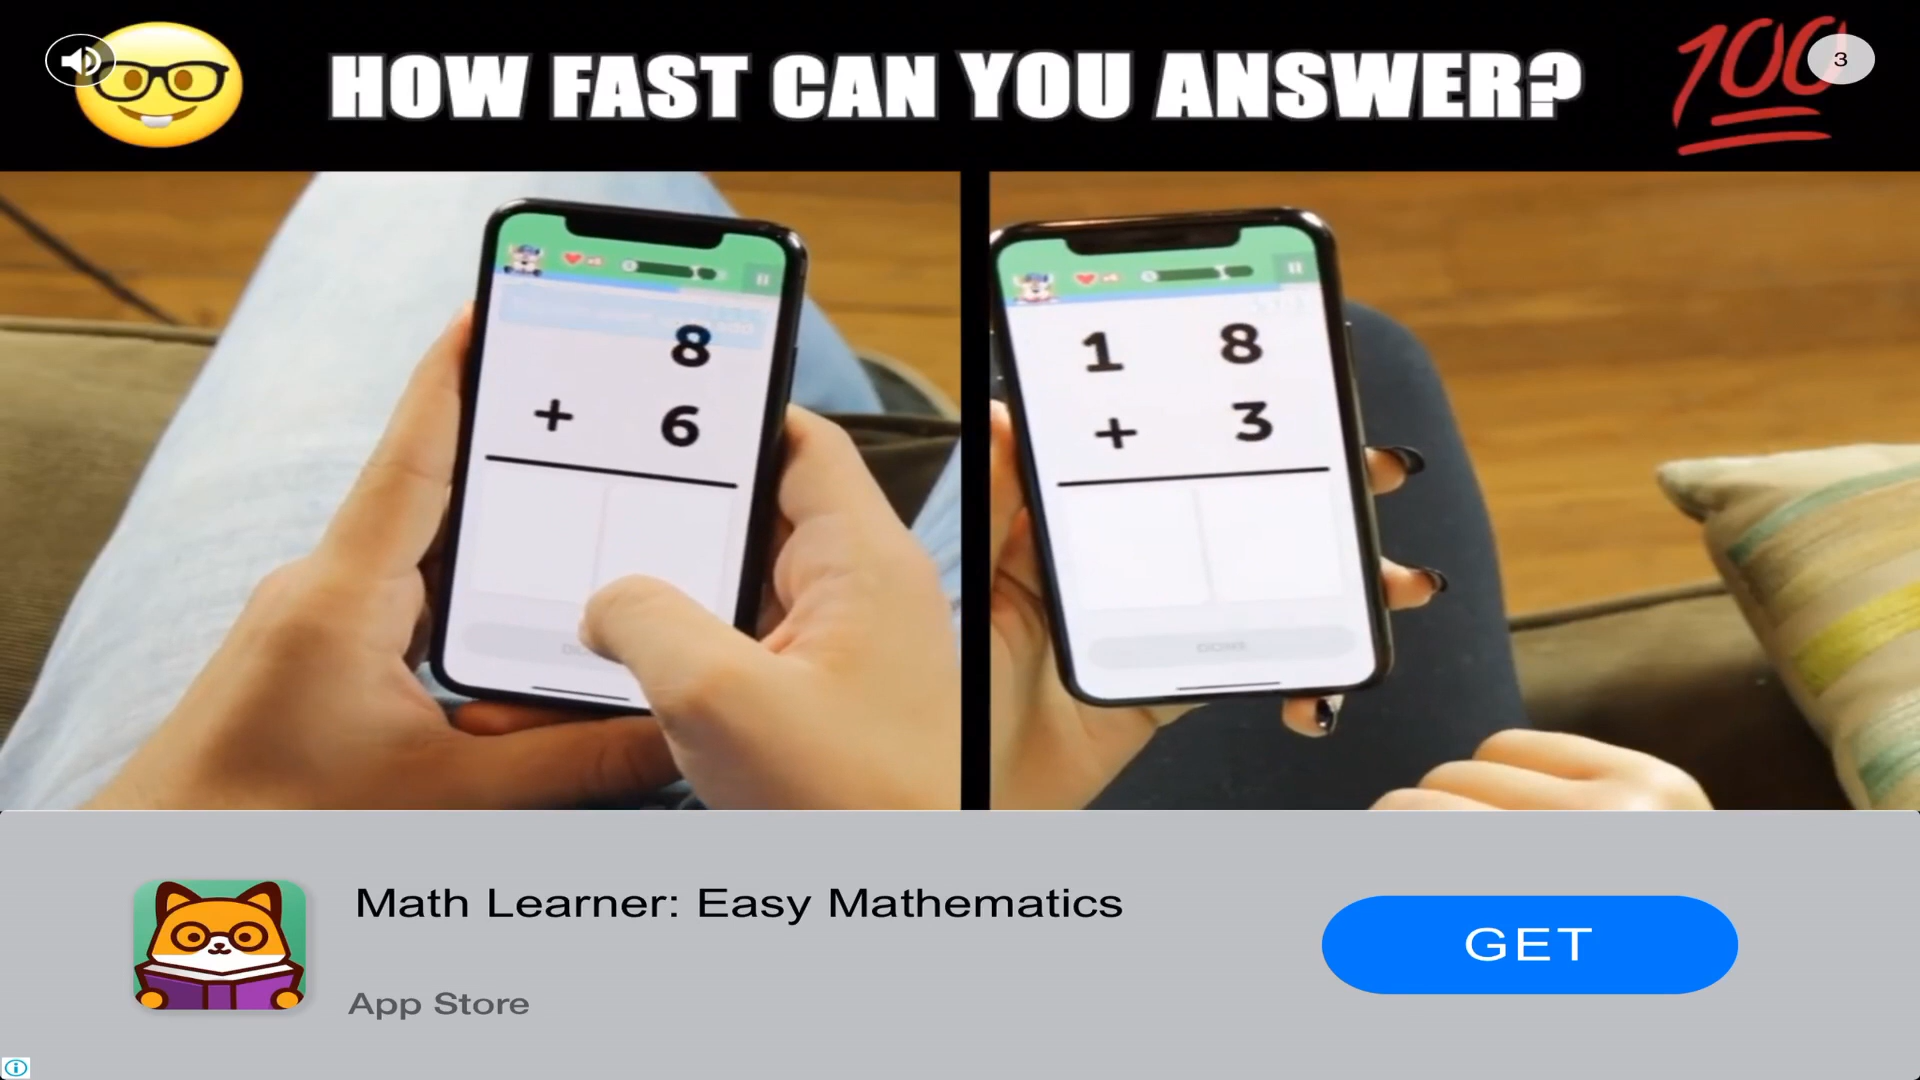 HOW FAST CAN YOU ANSWER?
100
3
8
+ 6
1 8
+ 3
DONE
Math Learner: Easy Mathematics
GET
App Store